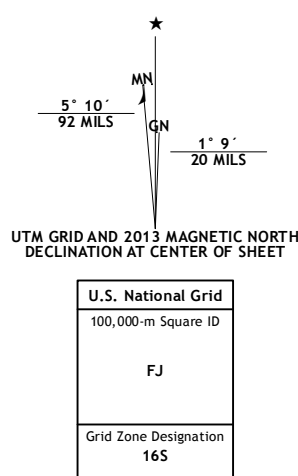 ★
MN
GN
5° 10´
92 MILS
1° 9´
20 MILS
UTM GRID AND 2013 MAGNETIC NORTH
DECLINATION AT CENTER OF SHEET
U.S. National Grid
100,000-m Square ID
FJ
Grid Zone Designation
16S